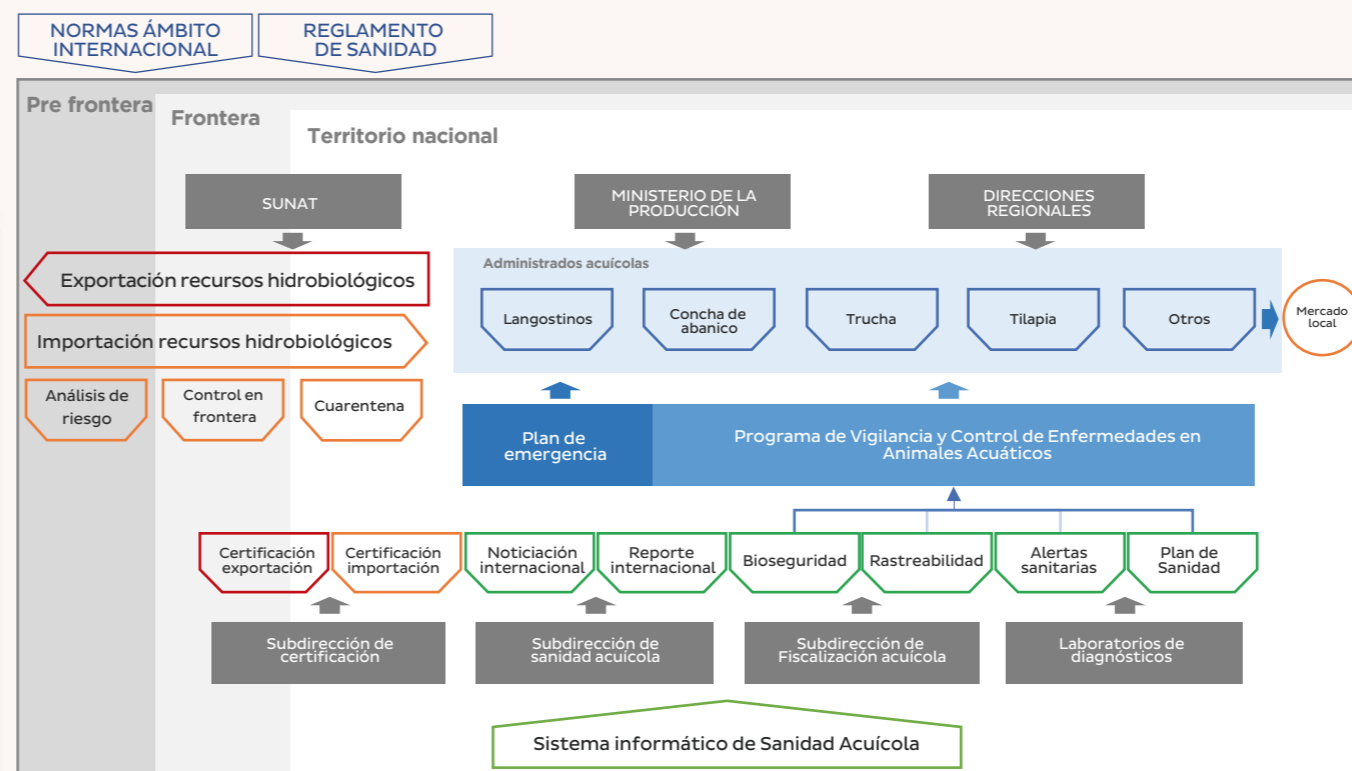 NORMAS ÁMBITO
INTERNACIONAL
REGLAMENTO
DE SANIDAD
Pre frontera
Frontera
Territorio nacional
SUNAT
MINISTERIO DE LA
PRODUCCIÓN
DIRECCIONES
REGIONALES
Exportación recursos hidrobiológicos
Importación recursos hidrobiológicos
Análisis de
riesgo
Control en
frontera
Cuarentena
Administrados acuícolas
Langostinos
Concha de
abanico
Trucha
Tilapia
Otros
Mercado
local
Plan de
emergencia
Programa de Vigilancia y Control de Enfermedades en
Animales Acuáticos
Certificación
exportación
Certificación
importación
Noticiación
internacional
Reporte
internacional
Bioseguridad
Rastreabilidad
Alertas
sanitarias
Plan de
Sanidad
Subdirección de
certificación
Subdirección de
sanidad acuícola
Subdirección de
Fiscalización acuícola
Laboratorios de
diagnósticos
Sistema informático de Sanidad Acuícola